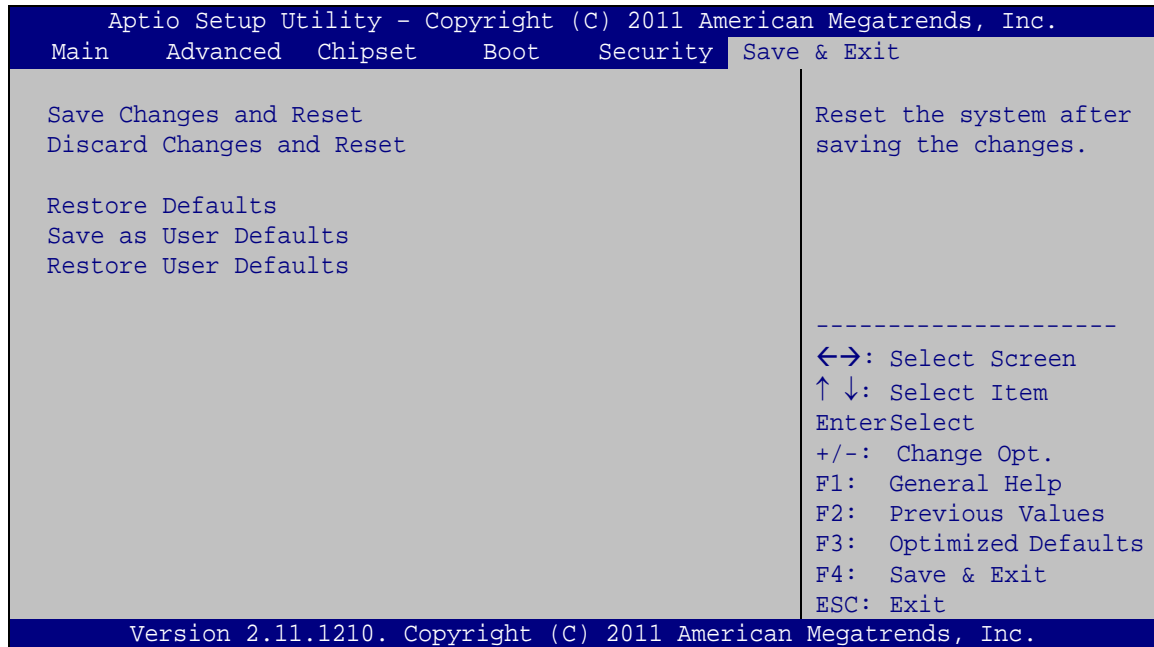 Aptio Setup Utility – Copyright (C) 2011 American Megatrends, Inc.
Main Advanced Chipset Boot Security Save & Exit
Save Changes and Reset
Discard Changes and Reset
Restore Defaults
Save as User Defaults
Restore User Defaults
Reset the system after
saving the changes.
---------------------
←→: Select Screen
↑ ↓: Select Item
EnterSelect
+/-: Change Opt.
F1: General Help
F2: Previous Values
F3: Optimized Defaults
F4: Save & Exit
ESC: Exit
Version 2.11.1210. Copyright (C) 2011 American Megatrends, Inc.